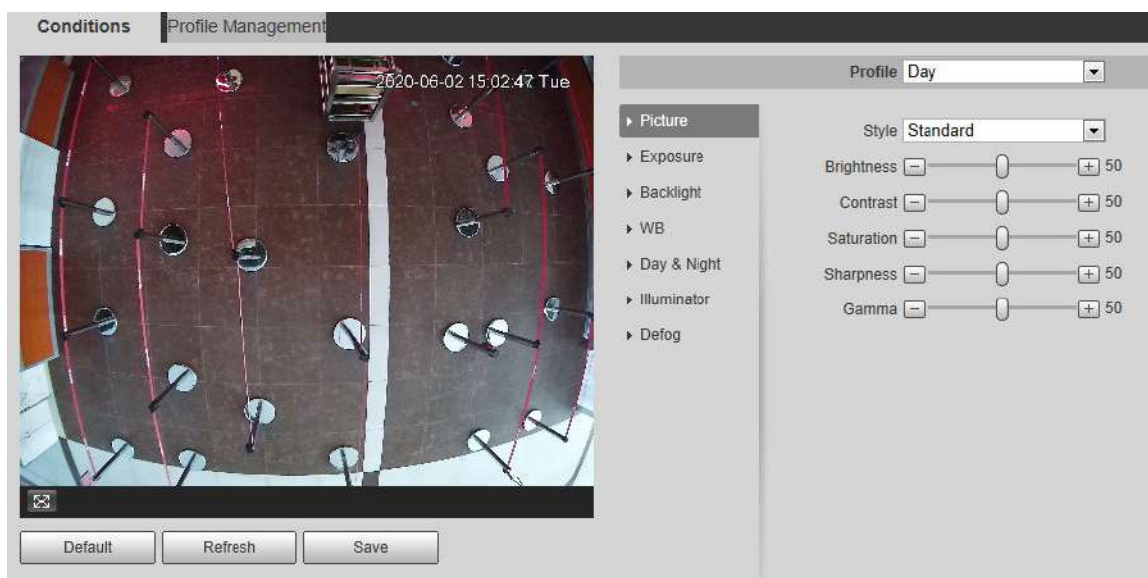 Conditions
Profile Management
2020-06-02 15:02:47 Tue
Profile Day
Picture
Exposure
Backlight
WB
Day & Night
Illuminator
Defog
Style Standard
Brightness 50
Contrast 50
Saturation 50
Sharpness 50
Gamma 50
Default
Refresh
Save